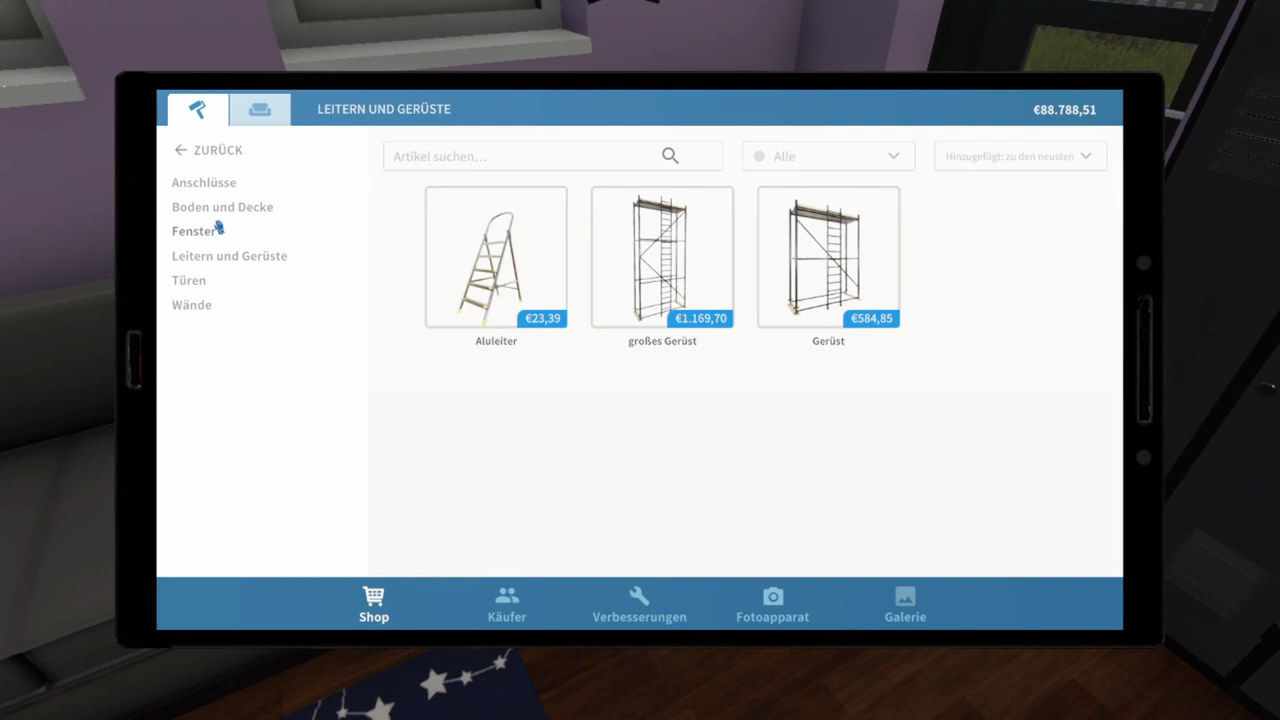 LEITERN UND GERÜSTE
€88.788,51
ZURÜCK
Artikel suchen...
Alle
Hinzugefügt: zu den neusten
Anschlüsse
Boden und Decke
Fenster
Leitern und Gerüste
Türen
Wände
€23,39
€1.169,70
€584,85
Aluleiter
großes Gerüst
Gerüst
Shop
Käufer
Verbesserungen
Fotoapparat
Galerie